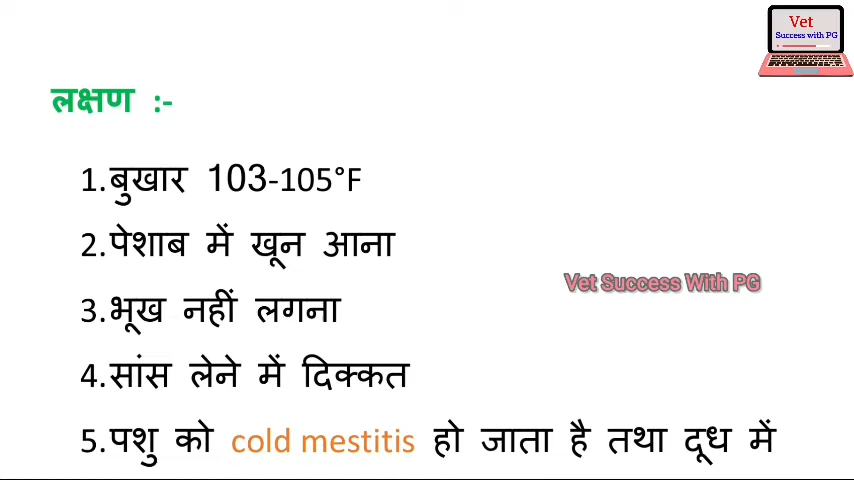 Vet
Success with PG
लक्षण :-
1.बुखार 103-105°F
2.पेशाब में खून आना
Vet Success With PG
3.भूख नहीं लगना
4.सांस लेने में दिक्कत
5.पशु को cold mestitis हो जाता है तथा दूध में